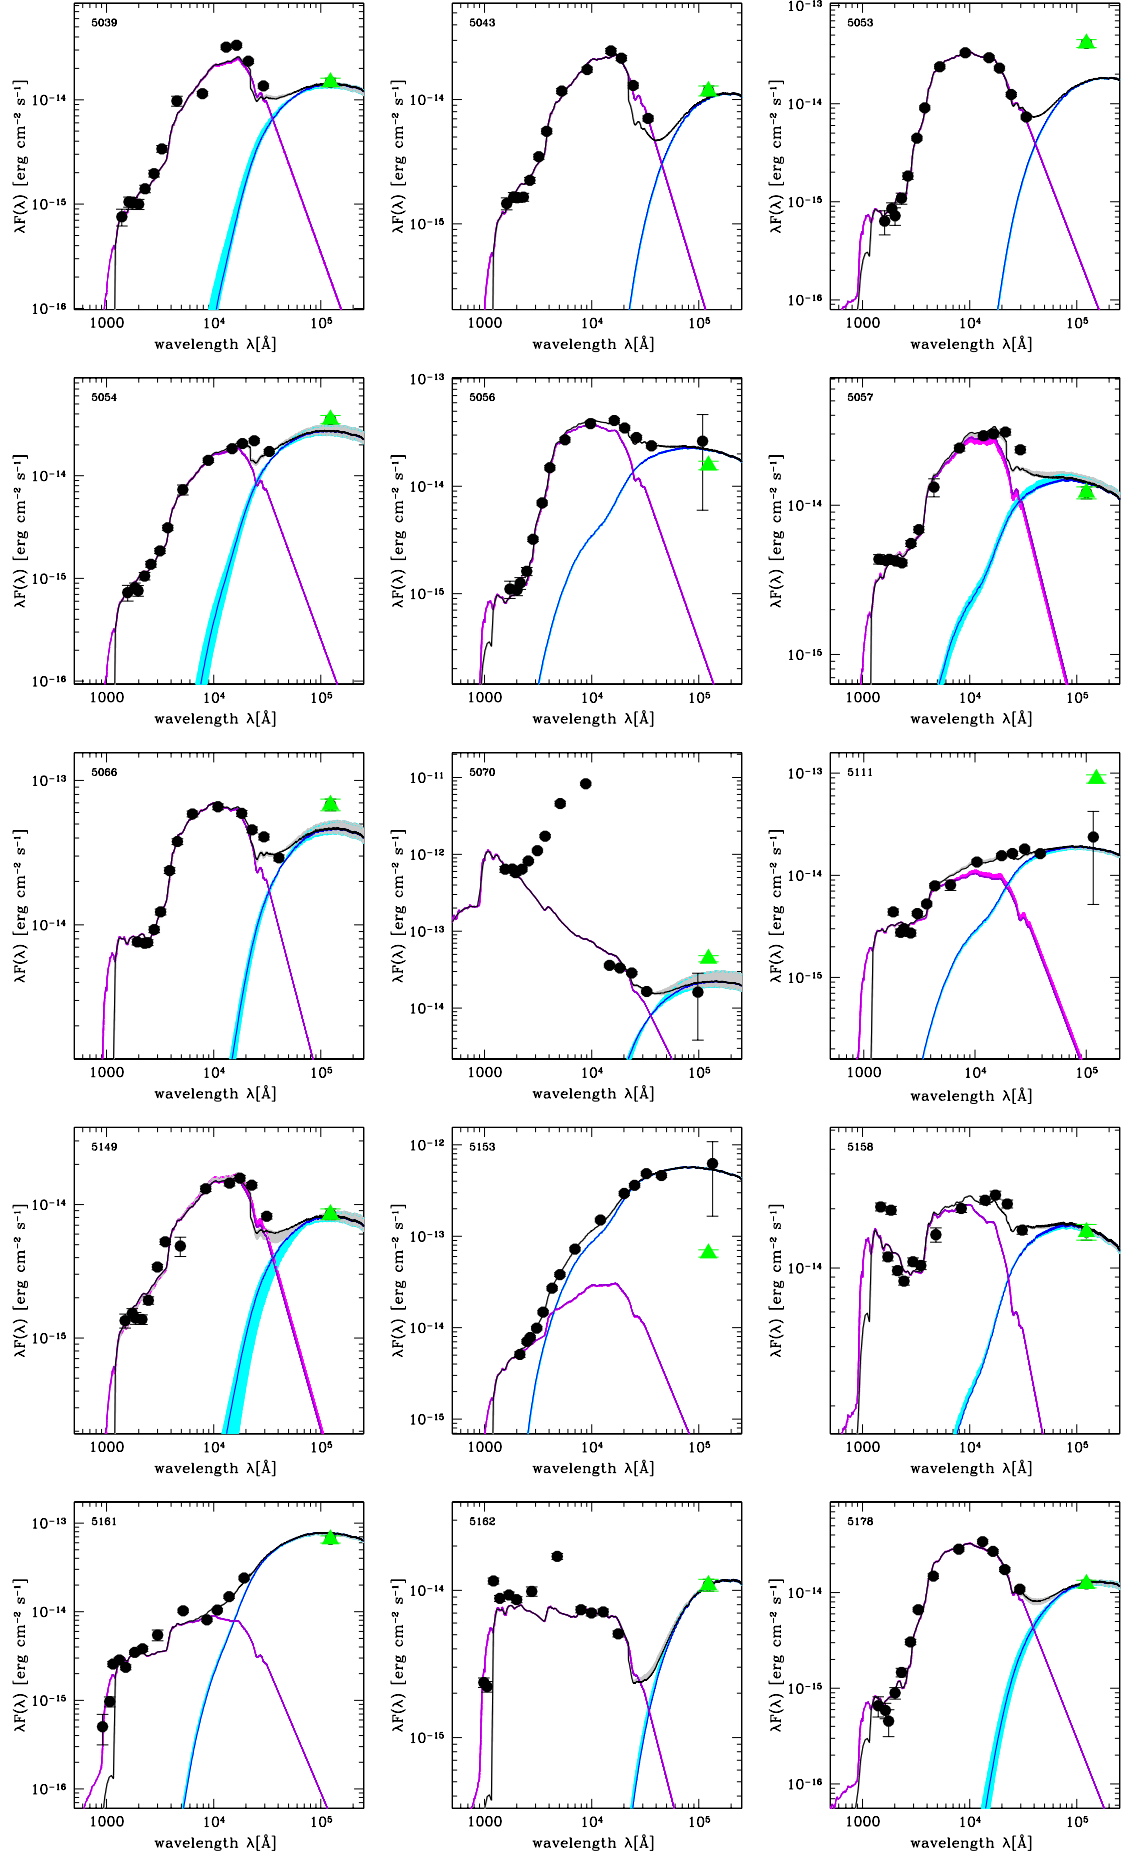 5039
10⁻¹⁴
10⁻¹⁵
10⁻¹⁶
λF(λ) [erg cm⁻² s⁻¹]
1000 10⁴ 10⁵
wavelength λ[Å]
5043
10⁻¹⁴
10⁻¹⁵
λF(λ) [erg cm⁻² s⁻¹]
1000 10⁴ 10⁵
wavelength λ[Å]
5053
10⁻¹³
10⁻¹⁴
10⁻¹⁵
10⁻¹⁶
λF(λ) [erg cm⁻² s⁻¹]
1000 10⁴ 10⁵
wavelength λ[Å]
5054
10⁻¹⁴
10⁻¹⁵
10⁻¹⁶
λF(λ) [erg cm⁻² s⁻¹]
1000 10⁴ 10⁵
wavelength λ[Å]
5056
10⁻¹³
10⁻¹⁴
10⁻¹⁵
λF(λ) [erg cm⁻² s⁻¹]
1000 10⁴ 10⁵
wavelength λ[Å]
5057
10⁻¹⁴
10⁻¹⁵
λF(λ) [erg cm⁻² s⁻¹]
1000 10⁴ 10⁵
wavelength λ[Å]
5066
10⁻¹³
10⁻¹⁴
λF(λ) [erg cm⁻² s⁻¹]
1000 10⁴ 10⁵
wavelength λ[Å]
5070
10⁻¹¹
10⁻¹²
10⁻¹³
10⁻¹⁴
λF(λ) [erg cm⁻² s⁻¹]
1000 10⁴ 10⁵
wavelength λ[Å]
5111
10⁻¹³
10⁻¹⁴
10⁻¹⁵
λF(λ) [erg cm⁻² s⁻¹]
1000 10⁴ 10⁵
wavelength λ[Å]
5149
10⁻¹⁴
10⁻¹⁵
λF(λ) [erg cm⁻² s⁻¹]
1000 10⁴ 10⁵
wavelength λ[Å]
5153
10⁻¹²
10⁻¹³
10⁻¹⁴
10⁻¹⁵
λF(λ) [erg cm⁻² s⁻¹]
1000 10⁴ 10⁵
wavelength λ[Å]
5158
10⁻¹⁴
λF(λ) [erg cm⁻² s⁻¹]
1000 10⁴ 10⁵
wavelength λ[Å]
5161
10⁻¹³
10⁻¹⁴
10⁻¹⁵
10⁻¹⁶
λF(λ) [erg cm⁻² s⁻¹]
1000 10⁴ 10⁵
wavelength λ[Å]
5162
10⁻¹⁴
10⁻¹⁵
λF(λ) [erg cm⁻² s⁻¹]
1000 10⁴ 10⁵
wavelength λ[Å]
5178
10⁻¹⁴
10⁻¹⁵
10⁻¹⁶
λF(λ) [erg cm⁻² s⁻¹]
1000 10⁴ 10⁵
wavelength λ[Å]